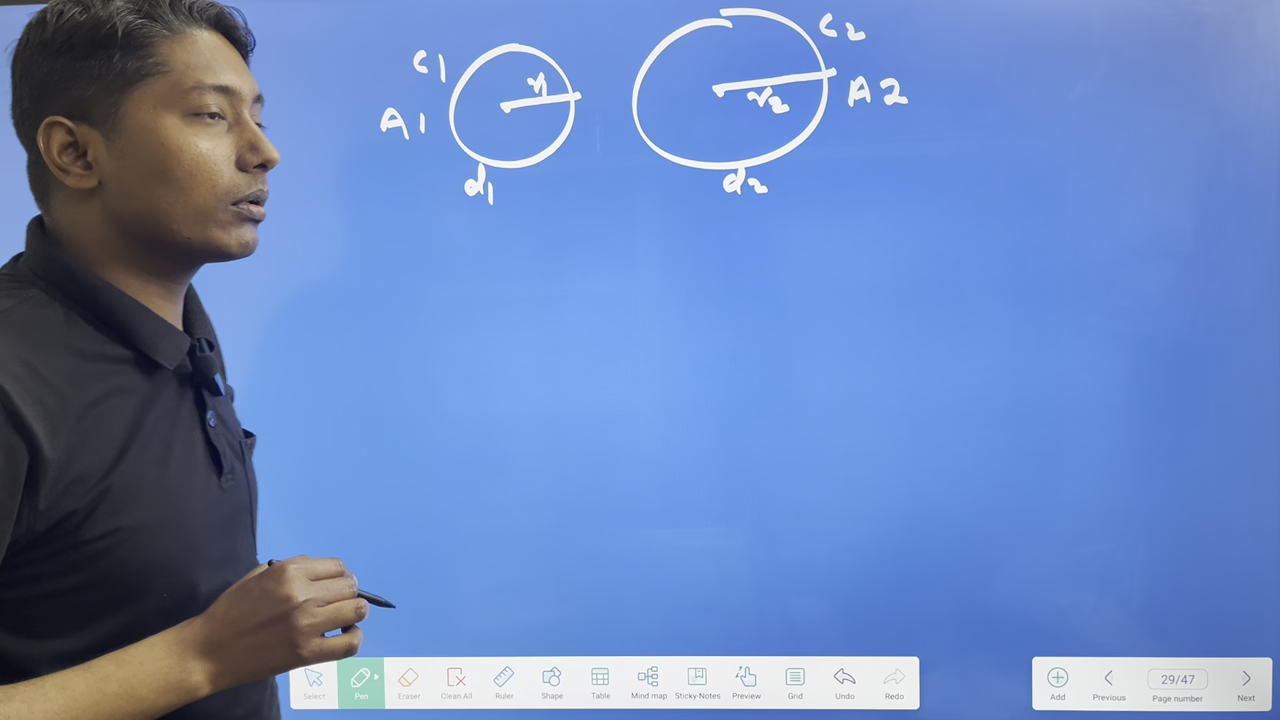 C1
A1
r1
d1
C2
A2
r2
d2
Select
Pen
Eraser
Clean All
Ruler
Shape
Table
Mind map
Sticky-Notes
Preview
Grid
Undo
Redo
Add
Previous
29/47
Page number
Next